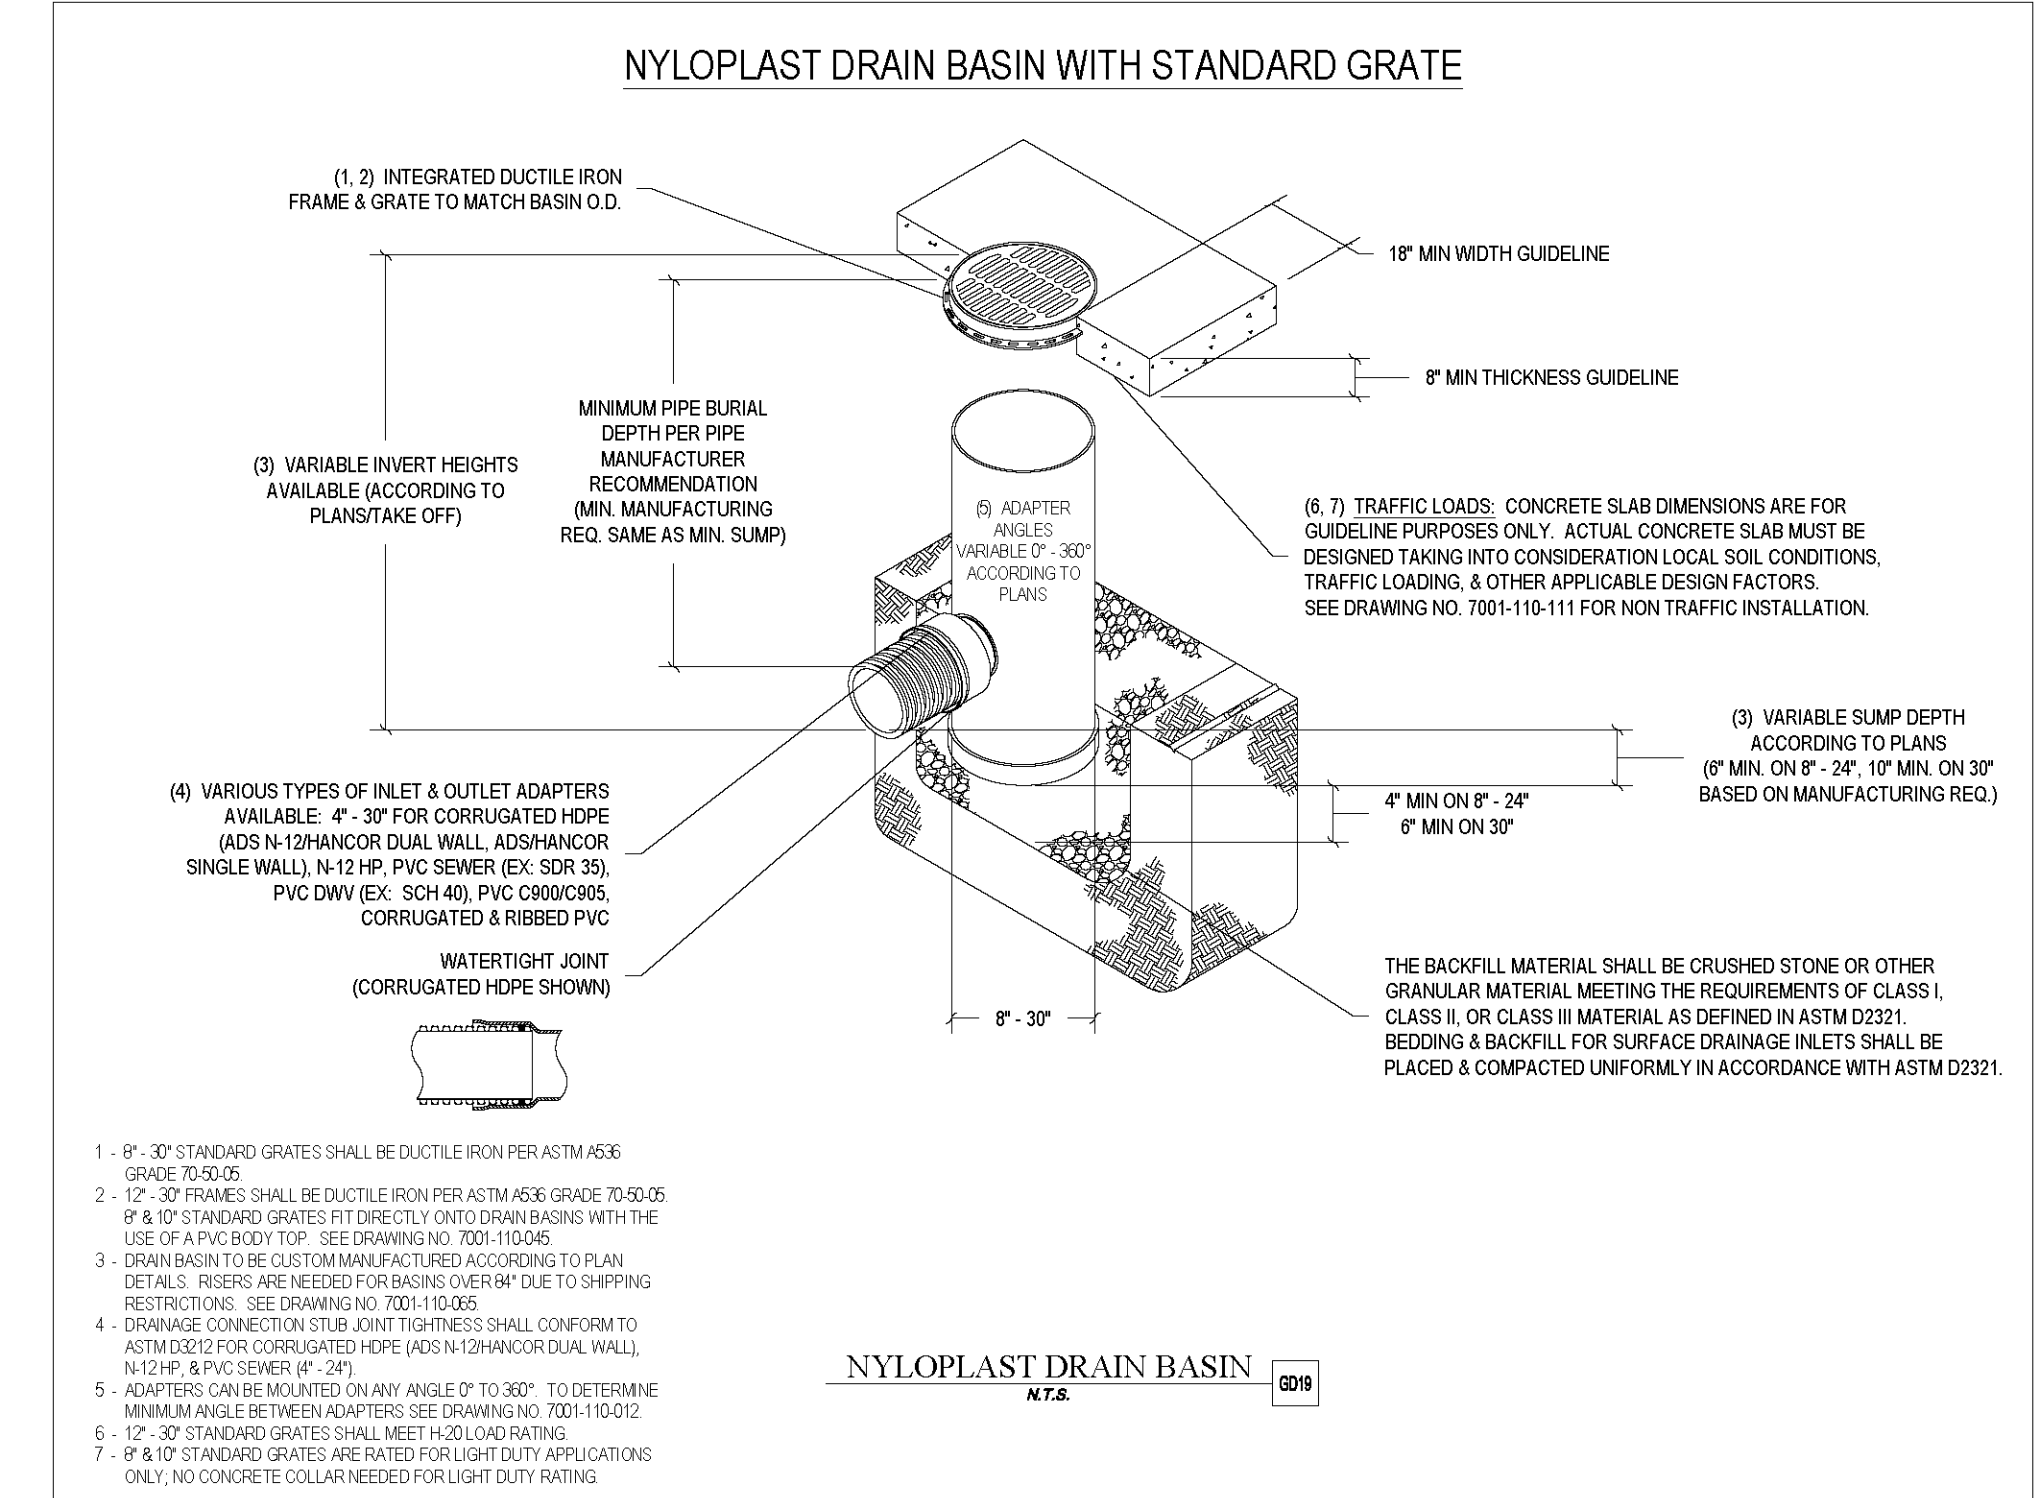 NYLOPLAST DRAIN BASIN WITH STANDARD GRATE
(1, 2) INTEGRATED DUCTILE IRON
FRAME & GRATE TO MATCH BASIN O.D.
18" MIN WIDTH GUIDELINE
8" MIN THICKNESS GUIDELINE
MINIMUM PIPE BURIAL
DEPTH PER PIPE
MANUFACTURER
RECOMMENDATION
(MIN. MANUFACTURING
REQ. SAME AS MIN. SUMP)
(3) VARIABLE INVERT HEIGHTS
AVAILABLE (ACCORDING TO
PLANS/TAKE OFF)
(5) ADAPTER
ANGLES
VARIABLE 0° - 360°
ACCORDING TO
PLANS
(6, 7) TRAFFIC LOADS: CONCRETE SLAB DIMENSIONS ARE FOR
GUIDELINE PURPOSES ONLY. ACTUAL CONCRETE SLAB MUST BE
DESIGNED TAKING INTO CONSIDERATION LOCAL SOIL CONDITIONS,
TRAFFIC LOADING, & OTHER APPLICABLE DESIGN FACTORS.
SEE DRAWING NO. 7001-110-111 FOR NON TRAFFIC INSTALLATION.
(3) VARIABLE SUMP DEPTH
ACCORDING TO PLANS
(6" MIN. ON 8" - 24", 10" MIN. ON 30"
BASED ON MANUFACTURING REQ.)
4" MIN ON 8" - 24"
6" MIN ON 30"
(4) VARIOUS TYPES OF INLET & OUTLET ADAPTERS
AVAILABLE: 4" - 30" FOR CORRUGATED HDPE
(ADS N-12/HANCOR DUAL WALL, ADS/HANCOR
SINGLE WALL), N-12 HP, PVC SEWER (EX: SDR 35),
PVC DWV (EX: SCH 40), PVC C900/C905,
CORRUGATED & RIBBED PVC
WATERTIGHT JOINT
(CORRUGATED HDPE SHOWN)
8" - 30"
THE BACKFILL MATERIAL SHALL BE CRUSHED STONE OR OTHER
GRANULAR MATERIAL MEETING THE REQUIREMENTS OF CLASS I,
CLASS II, OR CLASS III MATERIAL AS DEFINED IN ASTM D2321.
BEDDING & BACKFILL FOR SURFACE DRAINAGE INLETS SHALL BE
PLACED & COMPACTED UNIFORMLY IN ACCORDANCE WITH ASTM D2321.
1 - 8" - 30" STANDARD GRATES SHALL BE DUCTILE IRON PER ASTM A536
GRADE 70-50-05.
2 - 12" - 30" FRAMES SHALL BE DUCTILE IRON PER ASTM A536 GRADE 70-50-05.
8" & 10" STANDARD GRATES FIT DIRECTLY ONTO DRAIN BASINS WITH THE
USE OF A PVC BODY TOP. SEE DRAWING NO. 7001-110-045.
3 - DRAIN BASIN TO BE CUSTOM MANUFACTURED ACCORDING TO PLAN
DETAILS. RISERS ARE NEEDED FOR BASINS OVER 84" DUE TO SHIPPING
RESTRICTIONS. SEE DRAWING NO. 7001-110-065.
4 - DRAINAGE CONNECTION STUB JOINT TIGHTNESS SHALL CONFORM TO
ASTM D3212 FOR CORRUGATED HDPE (ADS N-12/HANCOR DUAL WALL),
N-12 HP, & PVC SEWER (4" - 24").
5 - ADAPTERS CAN BE MOUNTED ON ANY ANGLE 0° TO 360°. TO DETERMINE
MINIMUM ANGLE BETWEEN ADAPTERS SEE DRAWING NO. 7001-110-012.
6 - 12" - 30" STANDARD GRATES SHALL MEET H-20 LOAD RATING.
7 - 8" & 10" STANDARD GRATES ARE RATED FOR LIGHT DUTY APPLICATIONS
ONLY; NO CONCRETE COLLAR NEEDED FOR LIGHT DUTY RATING.
NYLOPLAST DRAIN BASIN
N.T.S.
GD19